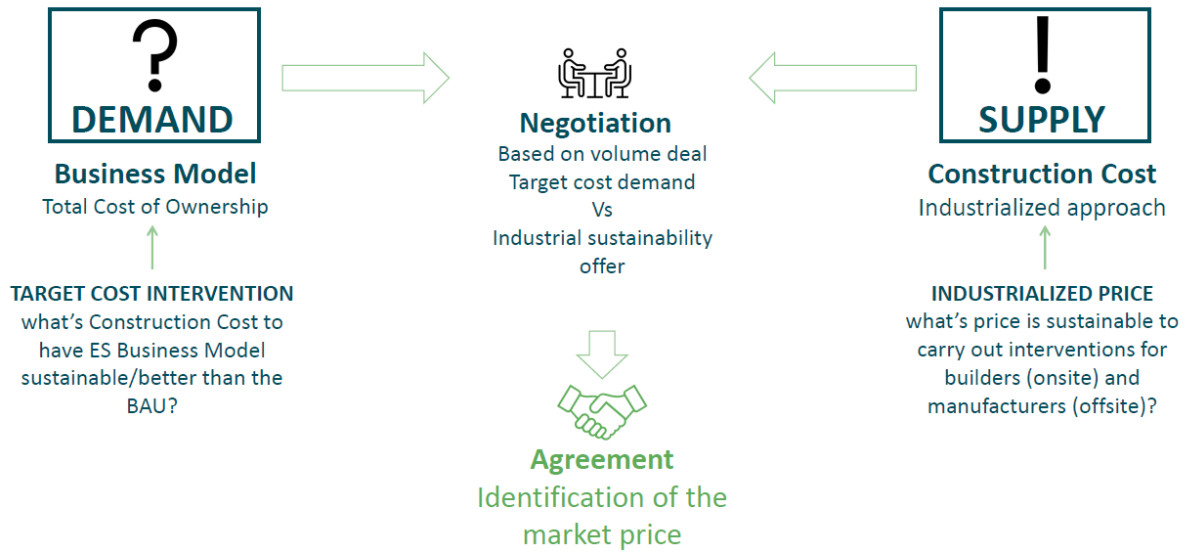 ?
DEMAND
Business Model
Total Cost of Ownership
TARGET COST INTERVENTION
what's Construction Cost to
have ES Business Model
sustainable/better than the
BAU?
Negotiation
Based on volume deal
Target cost demand
Vs
Industrial sustainability
offer
Agreement
Identification of the
market price
!
SUPPLY
Construction Cost
Industrialized approach
INDUSTRIALIZED PRICE
what's price is sustainable to
carry out interventions for
builders (onsite) and
manufacturers (offsite)?